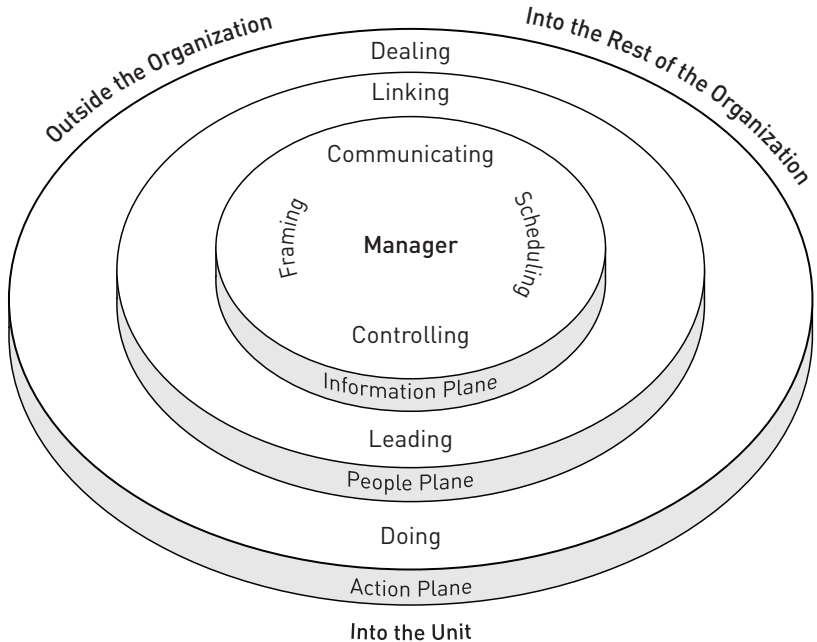 Outside the Organization
Into the Rest of the Organization
Dealing
Linking
Communicating
Framing
Scheduling
Manager
Controlling
Information Plane
Leading
People Plane
Doing
Action Plane
Into the Unit